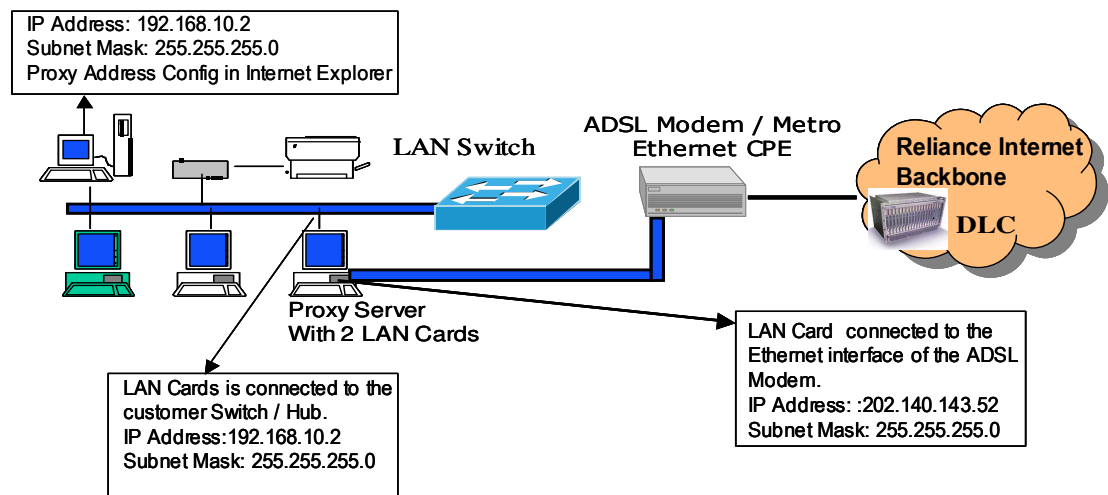 IP Address: 192.168.10.2
Subnet Mask: 255.255.255.0
Proxy Address Config in Internet Explorer
LAN Switch
ADSL Modem / Metro
Ethernet CPE
Reliance Internet
Backbone
DLC
Proxy Server
With 2 LAN Cards
LAN Cards is connected to the
customer Switch / Hub.
IP Address:192.168.10.2
Subnet Mask: 255.255.255.0
LAN Card connected to the
Ethernet interface of the ADSL
Modem.
IP Address: :202.140.143.52
Subnet Mask: 255.255.255.0